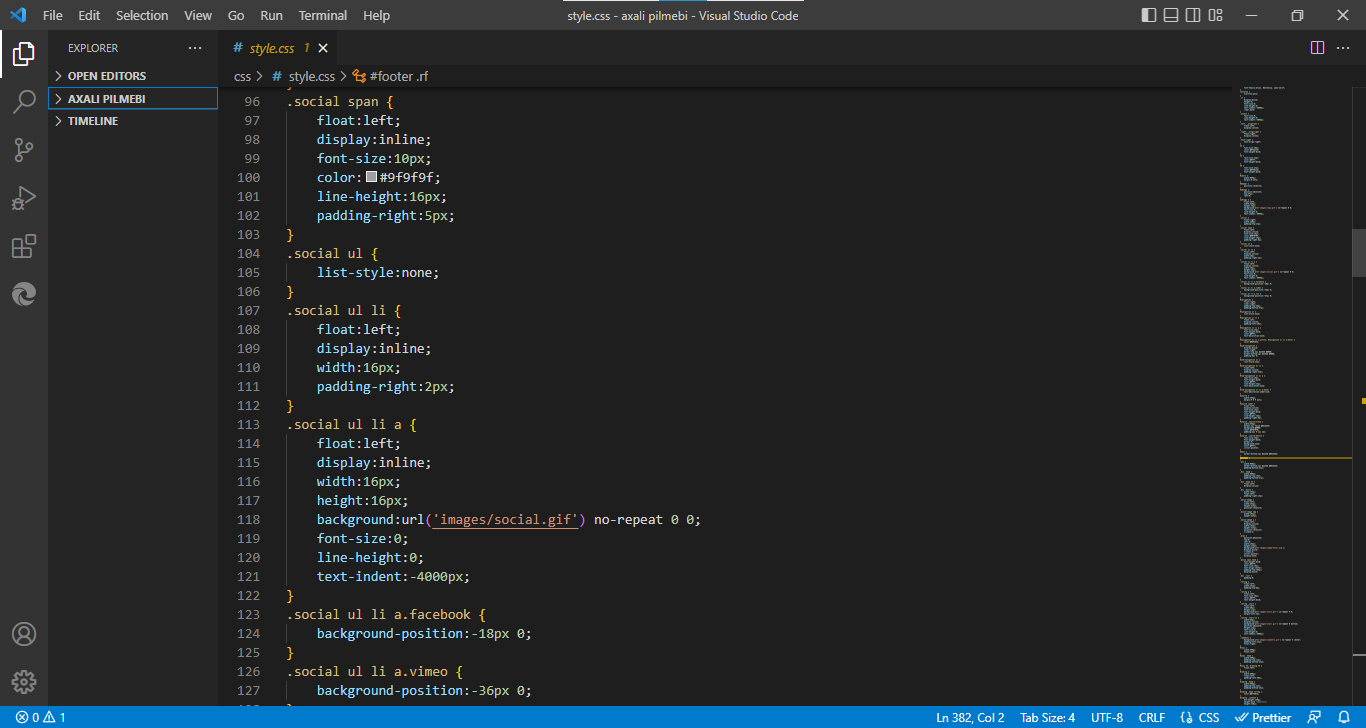 File Edit Selection View Go Run Terminal Help
style.css - axali pilmebi - Visual Studio Code
EXPLORER
OPEN EDITORS
AXALI PILMEBI
TIMELINE
# style.css 1
css > # style.css > #footer .rf
96 .social span {
97 float:left;
98 display:inline;
99 font-size:10px;
100 color:#9f9f9f;
101 line-height:16px;
102 padding-right:5px;
103 }
104 .social ul {
105 list-style:none;
106 }
107 .social ul li {
108 float:left;
109 display:inline;
110 width:16px;
111 padding-right:2px;
112 }
113 .social ul li a {
114 float:left;
115 display:inline;
116 width:16px;
117 height:16px;
118 background:url('images/social.gif') no-repeat 0 0;
119 font-size:0;
120 line-height:0;
121 text-indent:-4000px;
122 }
123 .social ul li a.facebook {
124 background-position:-18px 0;
125 }
126 .social ul li a.vimeo {
127 background-position:-36px 0;
0 1
Ln 382, Col 2 Tab Size: 4 UTF-8 CRLF {} CSS Prettier